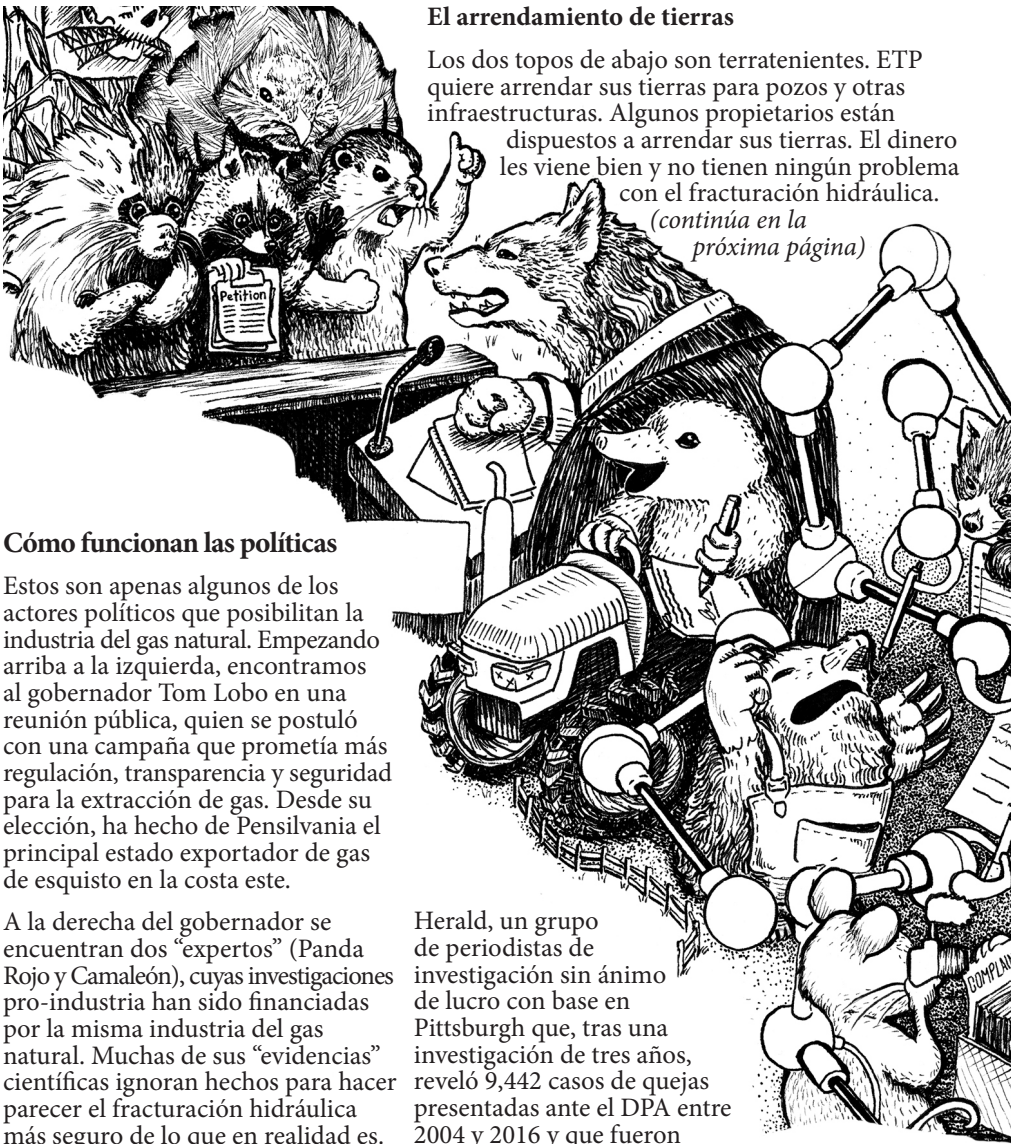 El arrendamiento de tierras
Los dos topos de abajo son terratenientes. ETP
quiere arrendar sus tierras para pozos y otras
infraestructuras. Algunos propietarios están
dispuestos a arrendar sus tierras. El dinero
les viene bien y no tienen ningún problema
con el fracturación hidráulica.
(continúa en la
próxima página)
Petition
Cómo funcionan las políticas
Estos son apenas algunos de los
actores políticos que posibilitan la
industria del gas natural. Empezando
arriba a la izquierda, encontramos
al gobernador Tom Lobo en una
reunión pública, quien se postuló
con una campaña que prometía más
regulación, transparencia y seguridad
para la extracción de gas. Desde su
elección, ha hecho de Pensilvania el
principal estado exportador de gas
de esquisto en la costa este.
A la derecha del gobernador se
encuentran dos “expertos” (Panda
Rojo y Camaleón), cuyas investigaciones
pro-industria han sido financiadas
por la misma industria del gas
natural. Muchas de sus “evidencias”
científicas ignoran hechos para hacer
parecer el fracturación hidráulica
más seguro de lo que en realidad es.
Herald, un grupo
de periodistas de
investigación sin ánimo
de lucro con base en
Pittsburgh que, tras una
investigación de tres años,
reveló 9,442 casos de quejas
presentadas ante el DPA entre
2004 y 2016 y que fueron
COMPLAIN